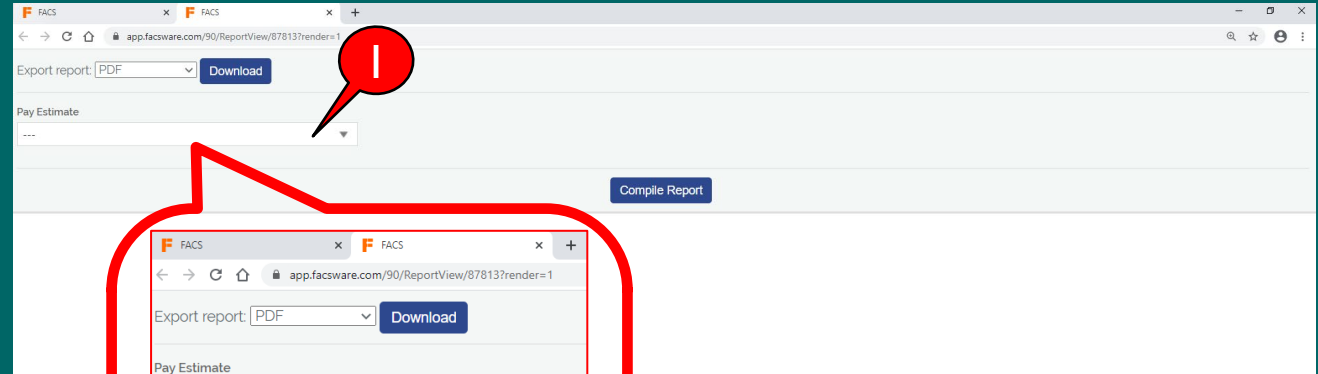 FACS × FACS × +
app.facsware.com/90/ReportView/87813?render=1
1
Export report: PDF Download
Pay Estimate
---
Compile Report
FACS × FACS × +
app.facsware.com/90/ReportView/87813?render=1
Export report: PDF Download
Pay Estimate